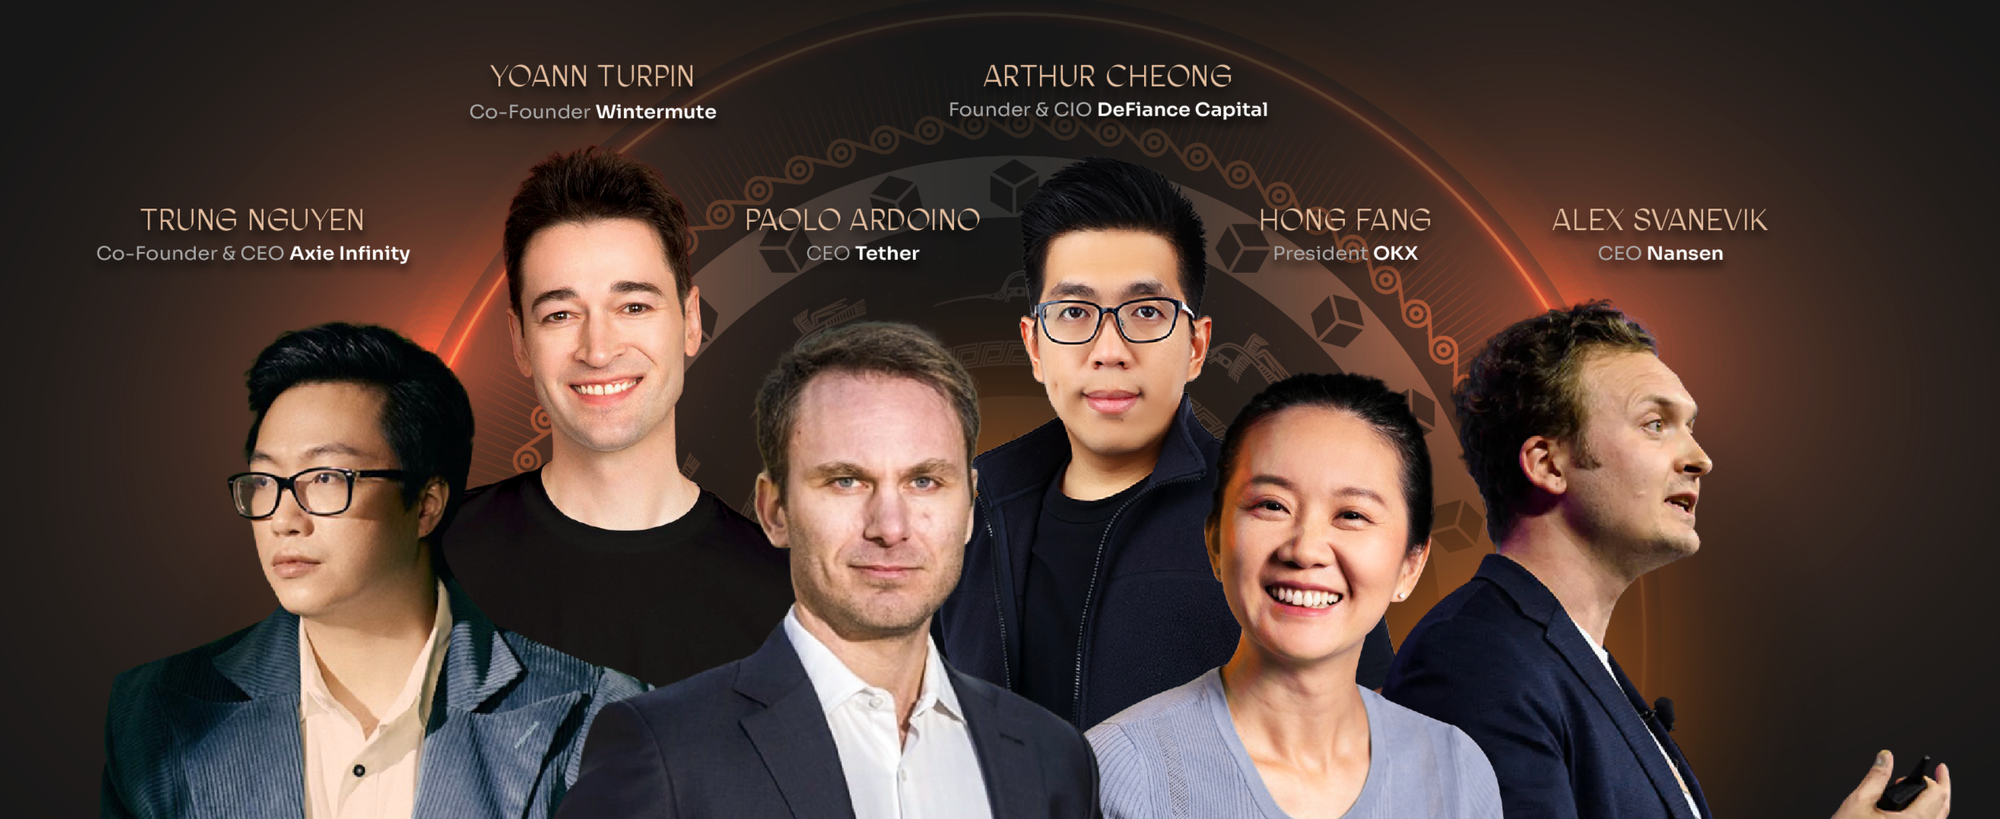 YOANN TURPIN
Co-Founder Wintermute
ARTHUR CHEONG
Founder & CIO DeFiance Capital
TRUNG NGUYEN
Co-Founder & CEO Axie Infinity
PAOLO ARDOINO
CEO Tether
HONG FANG
President OKX
ALEX SVANEVIK
CEO Nansen